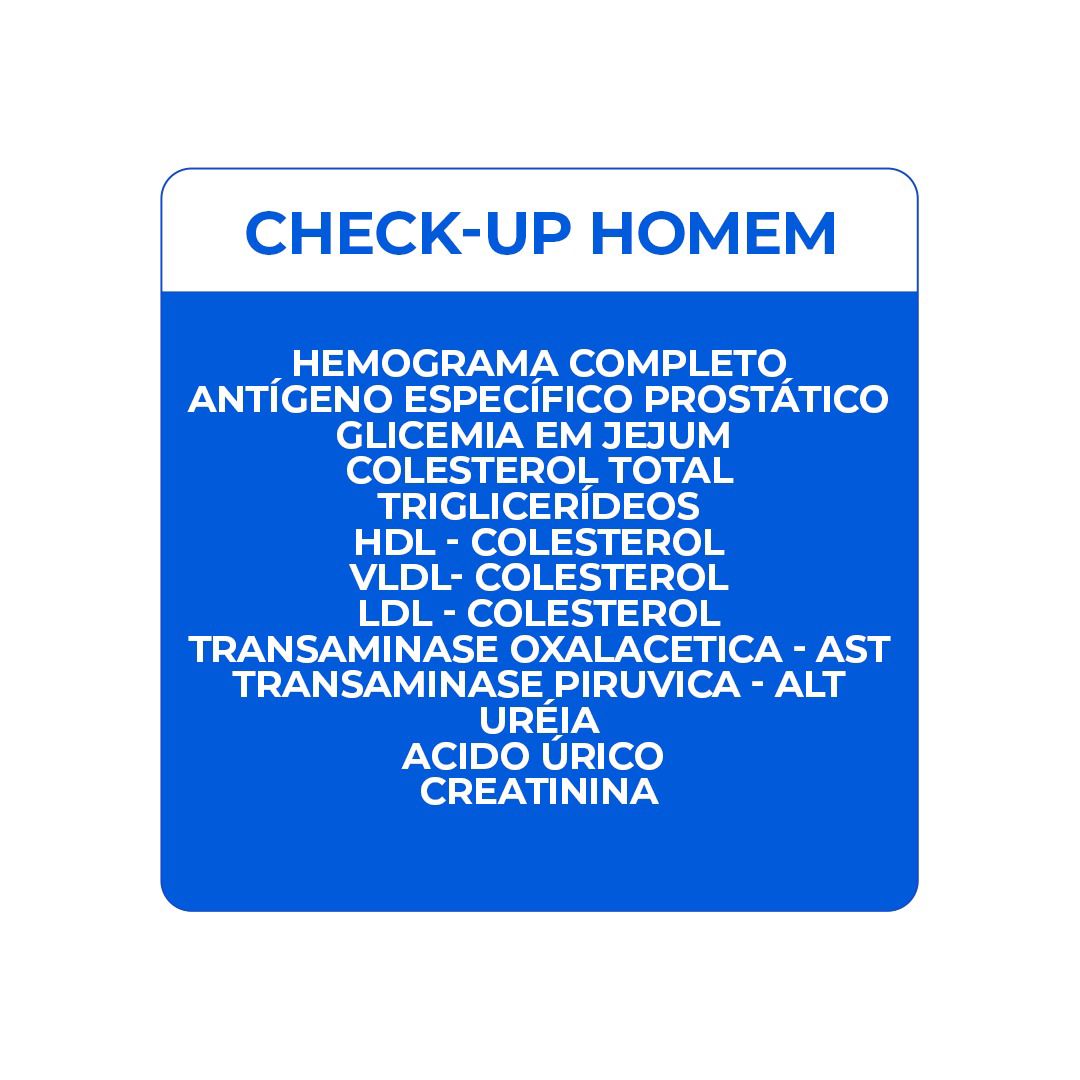 CHECK-UP HOMEM
HEMOGRAMA COMPLETO
ANTÍGENO ESPECÍFICO PROSTÁTICO
GLICEMIA EM JEJUM
COLESTEROL TOTAL
TRIGLICERÍDEOS
HDL - COLESTEROL
VLDL- COLESTEROL
LDL - COLESTEROL
TRANSAMINASE OXALACETICA - AST
TRANSAMINASE PIRUVICA - ALT
URÉIA
ACIDO ÚRICO
CREATININA